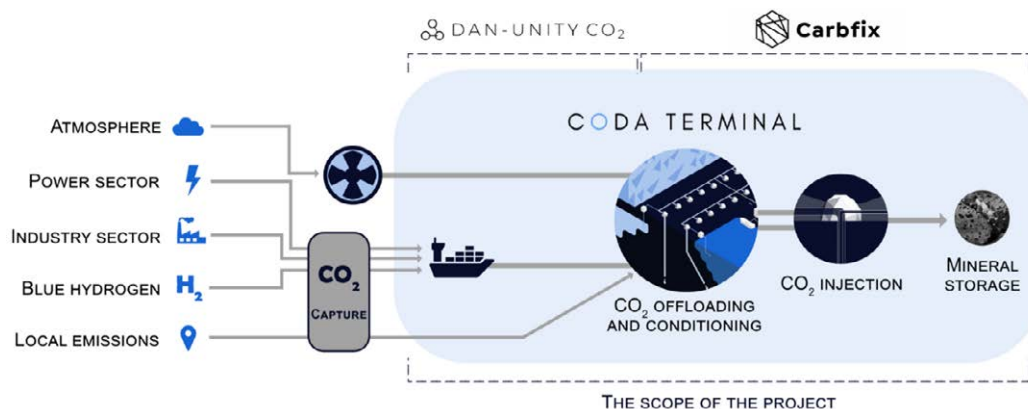 DAN-UNITY CO2
Carbfix
CODA TERMINAL
ATMOSPHERE
POWER SECTOR
INDUSTRY SECTOR
BLUE HYDROGEN
H2
LOCAL EMISSIONS
CO2
CAPTURE
CO2 OFFLOADING
AND CONDITIONING
CO2 INJECTION
MINERAL
STORAGE
THE SCOPE OF THE PROJECT